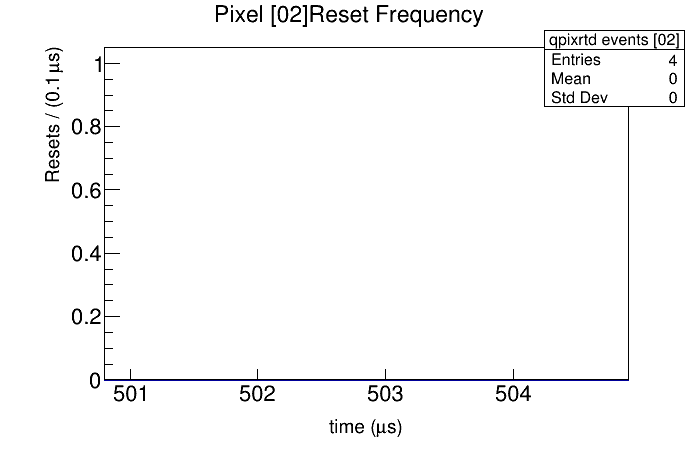 Pixel [02]Reset Frequency
qpixrtd events [02]
Entries 4
Mean 0
Std Dev 0
Resets / (0.1 μs)
1
0.8
0.6
0.4
0.2
0
501 502 503 504
time (μs)